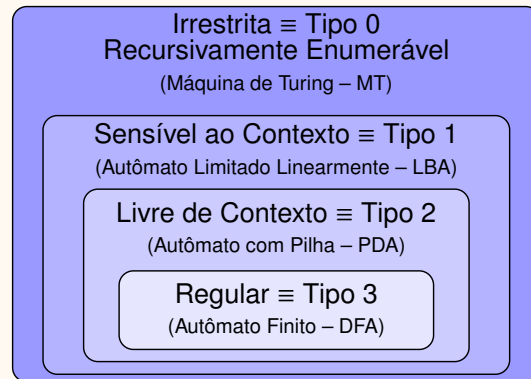 Irrestrita ≡ Tipo 0
Recursivamente Enumerável
(Máquina de Turing – MT)
Sensível ao Contexto ≡ Tipo 1
(Autômato Limitado Linearmente – LBA)
Livre de Contexto ≡ Tipo 2
(Autômato com Pilha – PDA)
Regular ≡ Tipo 3
(Autômato Finito – DFA)